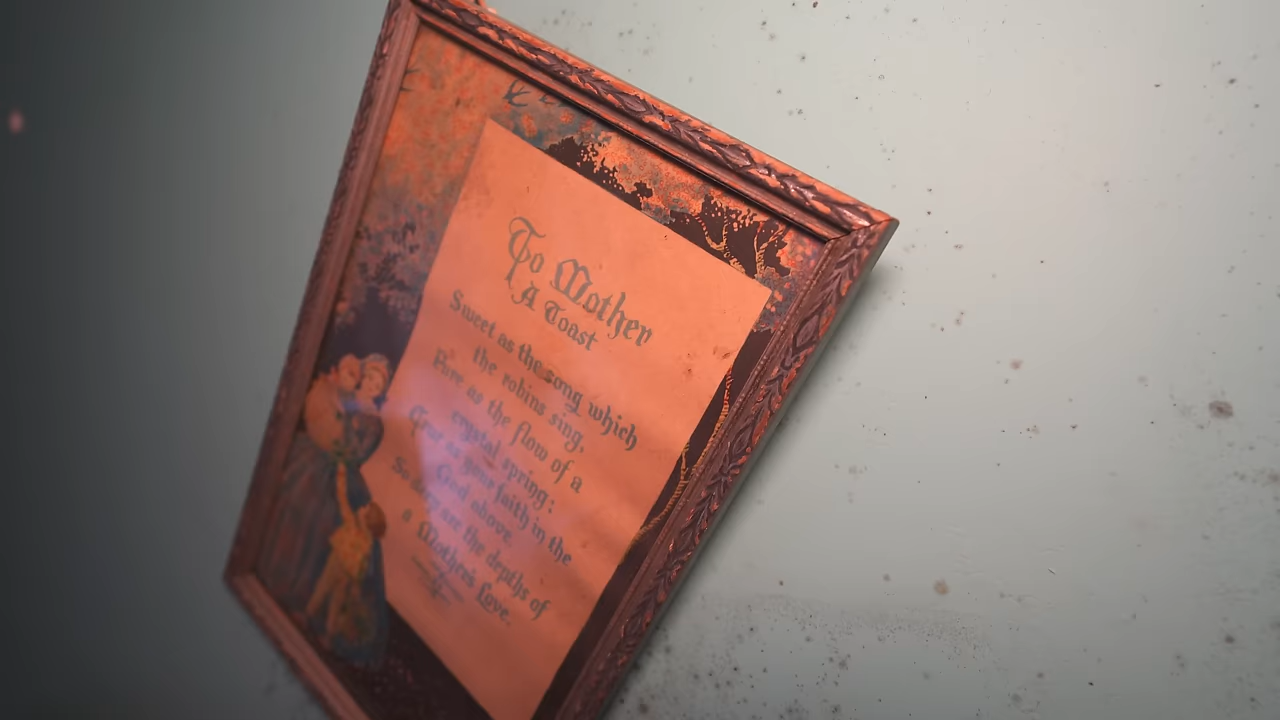 To Mother
A Toast
Sweet as the song which
the robins sing,
Pure as the flow of a
crystal spring;
True as your faith in the
God above,
So are the depths of
a Mother's Love.